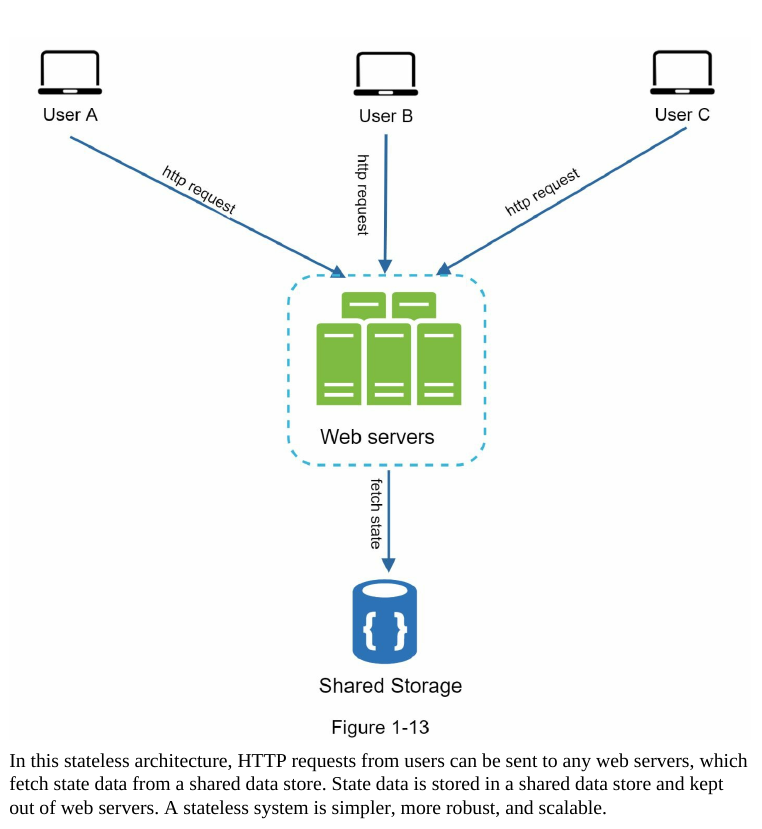 User A
User B
User C
http request
http request
http request
Web servers
fetch state
{ }
Shared Storage
Figure 1-13
In this stateless architecture, HTTP requests from users can be sent to any web servers, which
fetch state data from a shared data store. State data is stored in a shared data store and kept
out of web servers. A stateless system is simpler, more robust, and scalable.